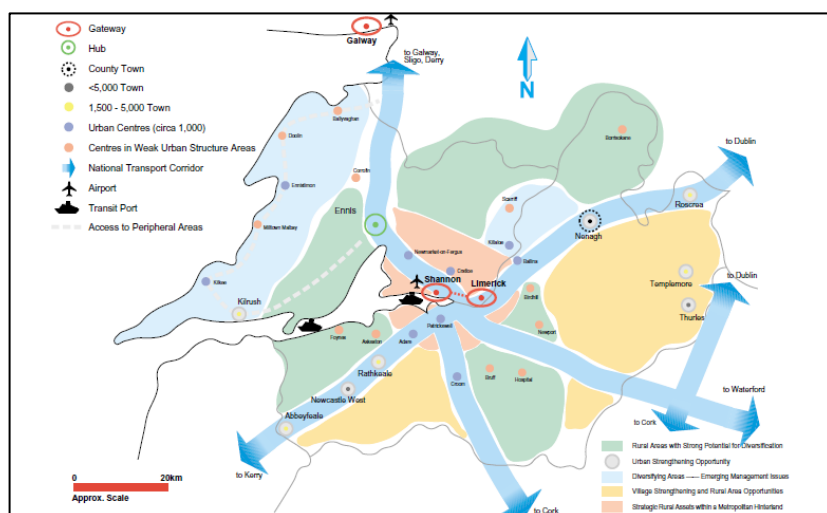 Gateway
Hub
County Town
<5,000 Town
1,500 - 5,000 Town
Urban Centres (circa 1,000)
Centres in Weak Urban Structure Areas
National Transport Corridor
Airport
Transit Port
Access to Peripheral Areas
Galway
to Galway,
Sligo, Derry
N
Ballyvaghan
Borrisokane
to Dublin
Corrofin
Ennistimon
Scarriff
Roscrea
Ennis
Nenagh
Milltown Malbay
Killaloe
Newmarket-on-Fergus
Ballina
Shannon
Limerick
Templemore
to Dublin
Kilkee
Kilrush
Birdhill
Thurles
Patrickswell
Newport
Foynes
Askeaton
Adare
Rathkeale
Bruff
Hospital
Croom
to Waterford
Newcastle West
Abbeyfeale
to Cork
to Kerry
to Cork
Rural Areas with Strong Potential for Diversification
Urban Strengthening Opportunity
Diversifying Areas — Emerging Management Issues
Village Strengthening and Rural Area Opportunities
Strategic Rural Assets within a Metropolitan Hinterland
0
20km
Approx. Scale